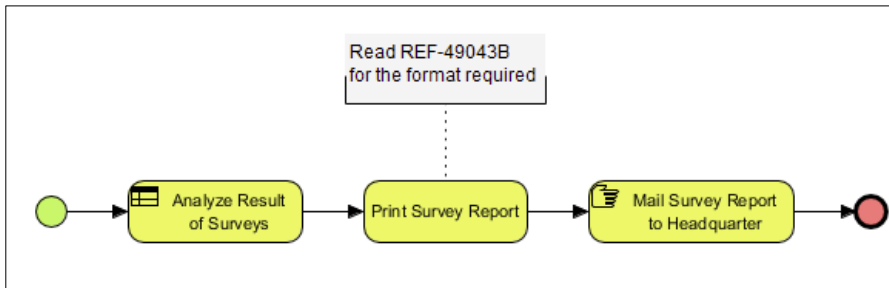 Read REF-49043B
for the format required
Analyze Result
of Surveys
Print Survey Report
Mail Survey Report
to Headquarter